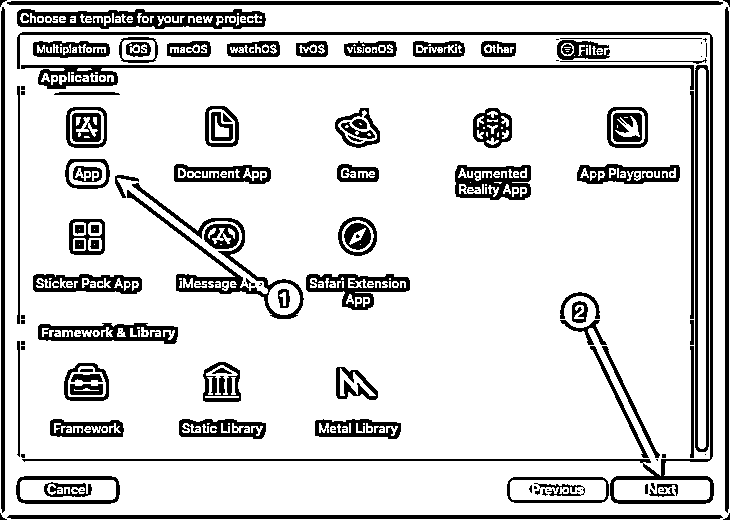 Choose a template for your new project:
Multiplatform iOS macOS watchOS tvOS visionOS DriverKit Other Filter
Application
App Document App Game Augmented Reality App App Playground
Sticker Pack App iMessage App Safari Extension App
1
2
Framework & Library
Framework Static Library Metal Library
Cancel Previous Next